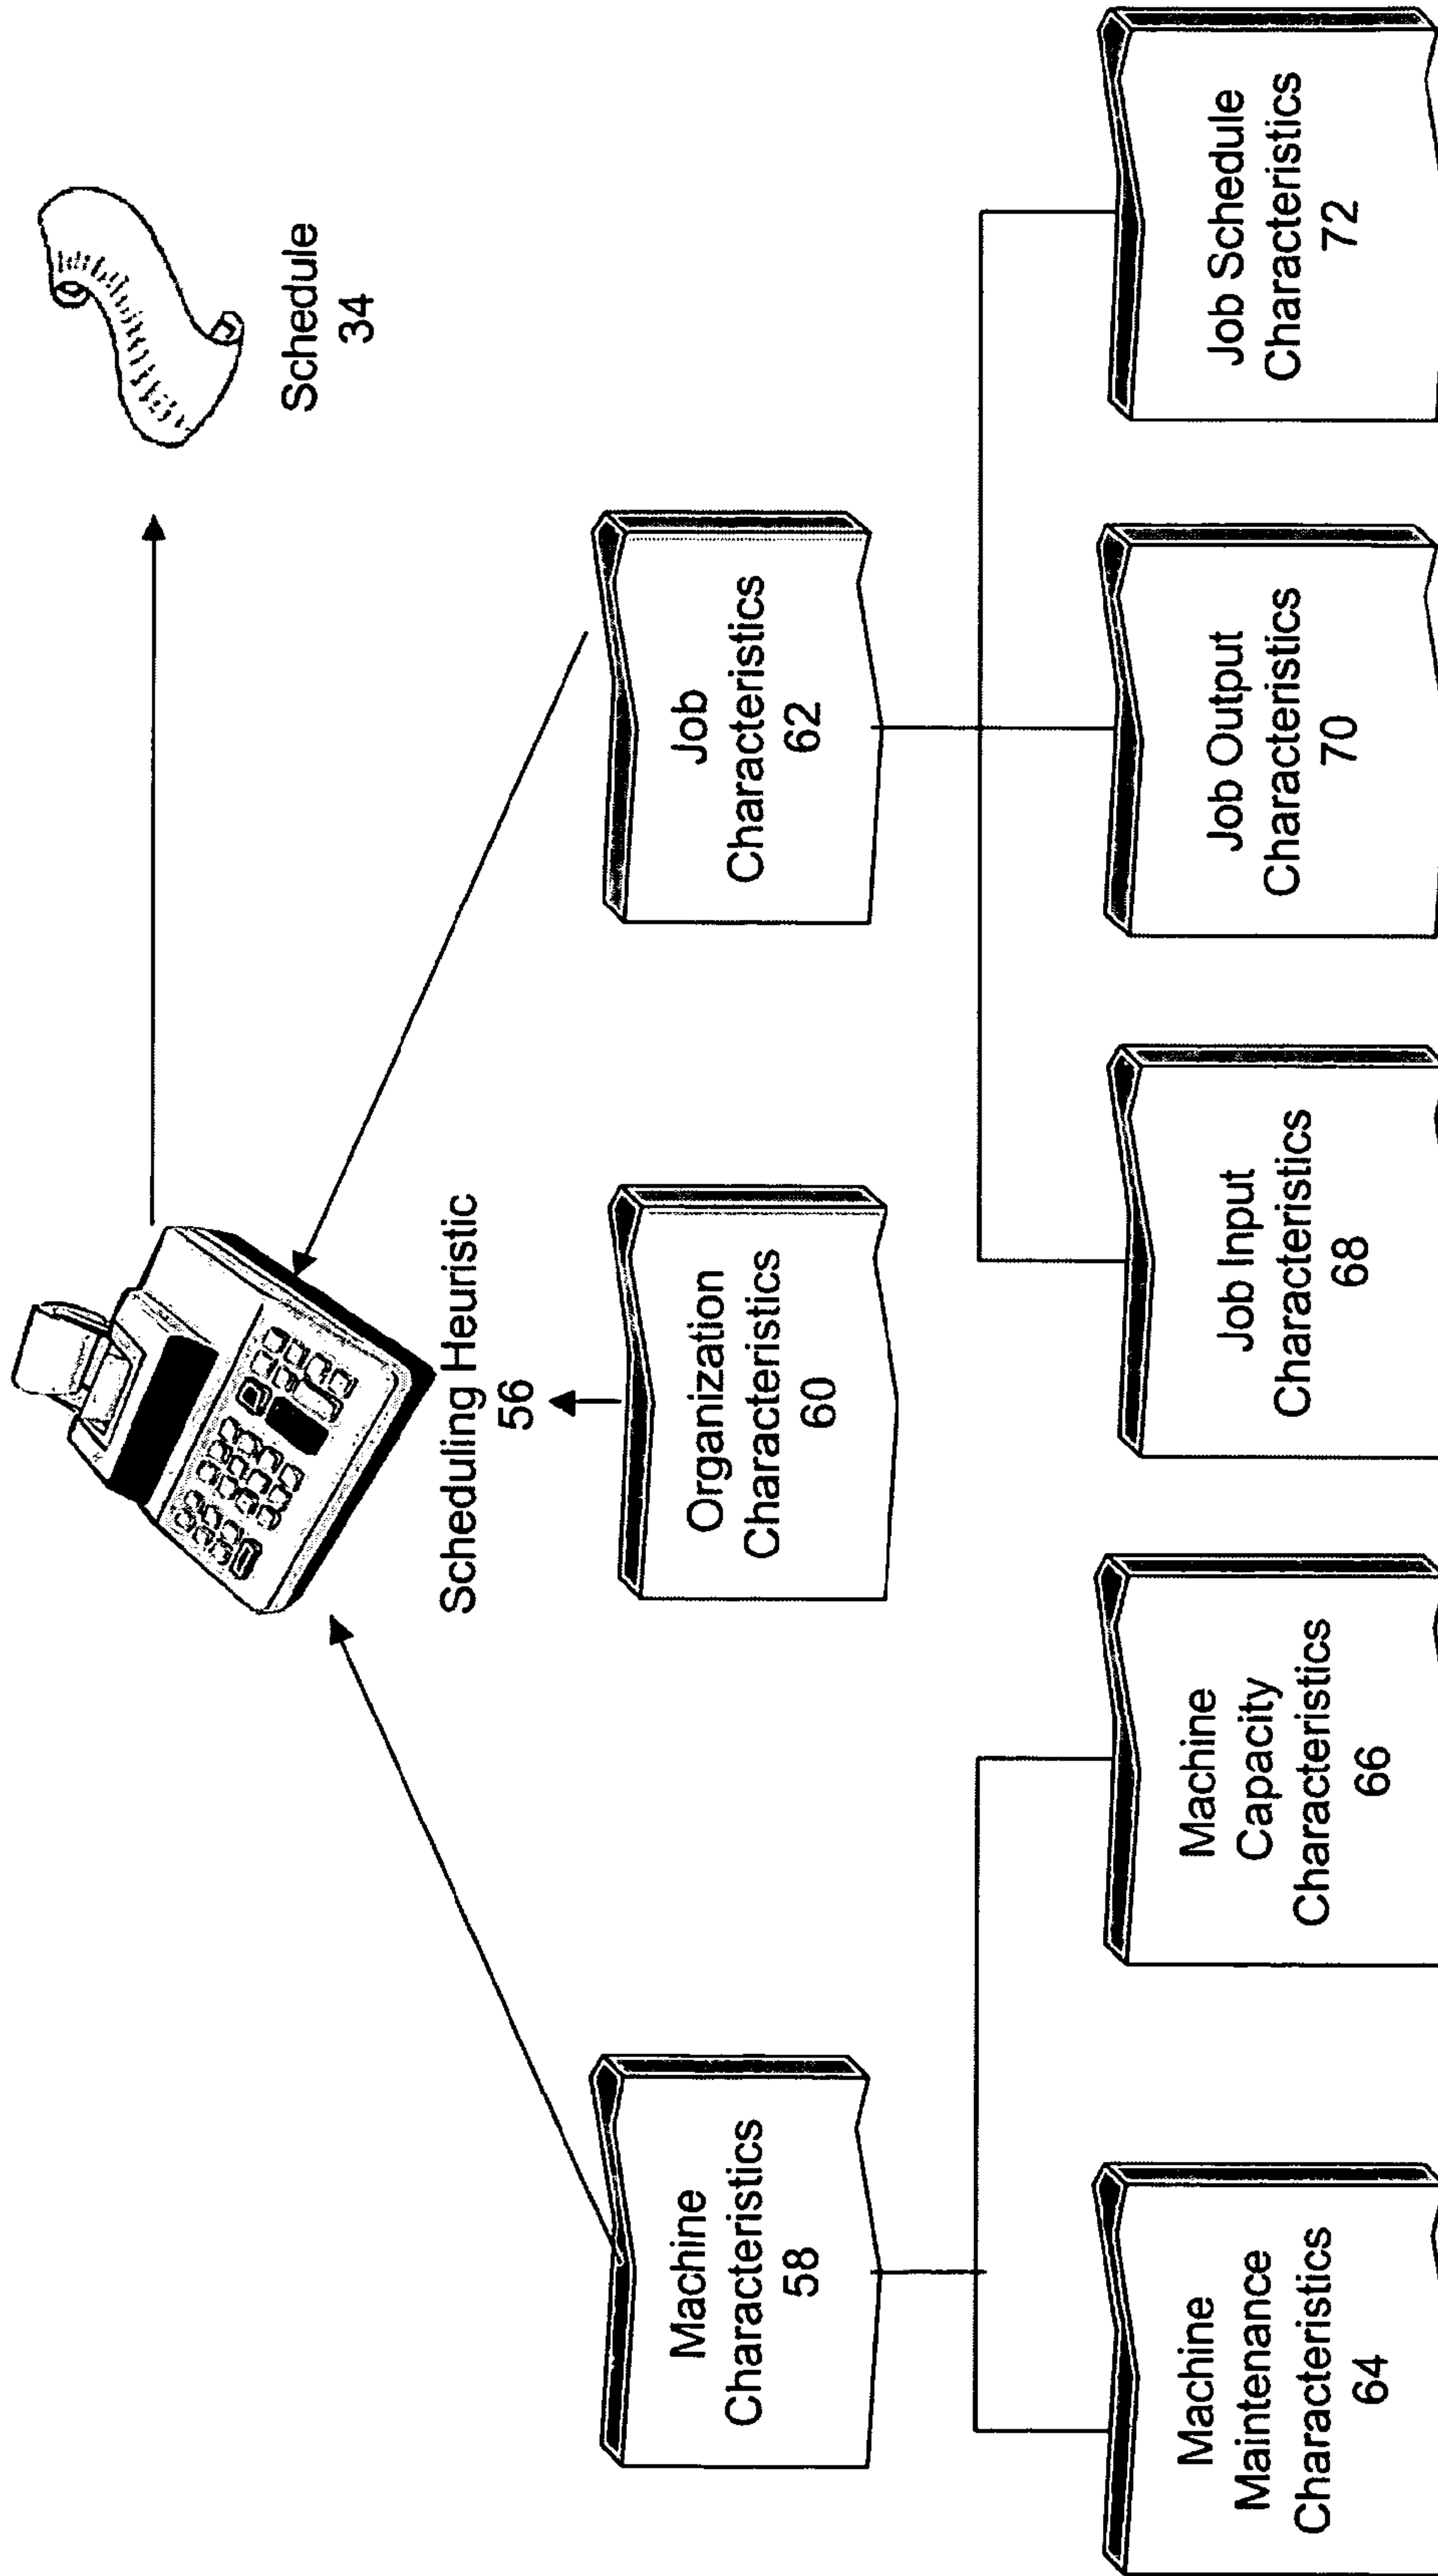 Schedule
34
Scheduling Heuristic
56
Machine
Characteristics
58
Organization
Characteristics
60
Job
Characteristics
62
Machine
Maintenance
Characteristics
64
Machine
Capacity
Characteristics
66
Job Input
Characteristics
68
Job Output
Characteristics
70
Job Schedule
Characteristics
72